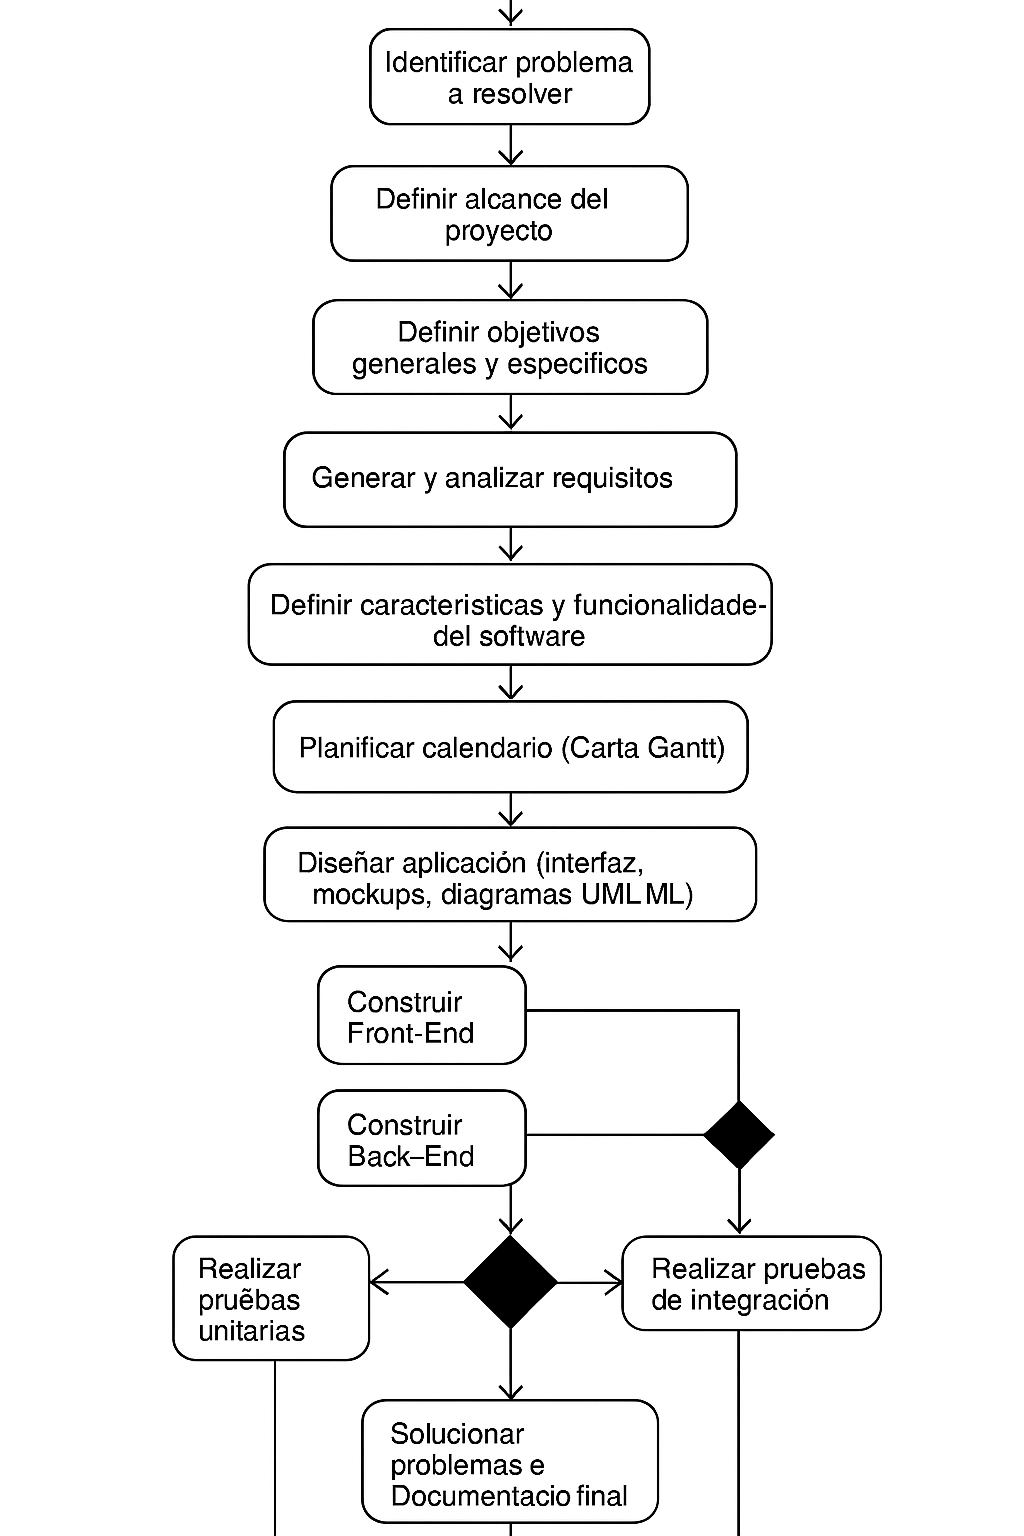 Identificar problema
a resolver
Definir alcance del
proyecto
Definir objetivos
generales y especificos
Generar y analizar requisitos
Definir caracteristicas y funcionalidade-
del software
Planificar calendario (Carta Gantt)
Diseñar aplicación (interfaz,
mockups, diagramas UML ML)
Construir
Front-End
Construir
Back–End
Realizar
pruẽbas
unitarias
Realizar pruebas
de integración
Solucionar
problemas e
Documentacio final